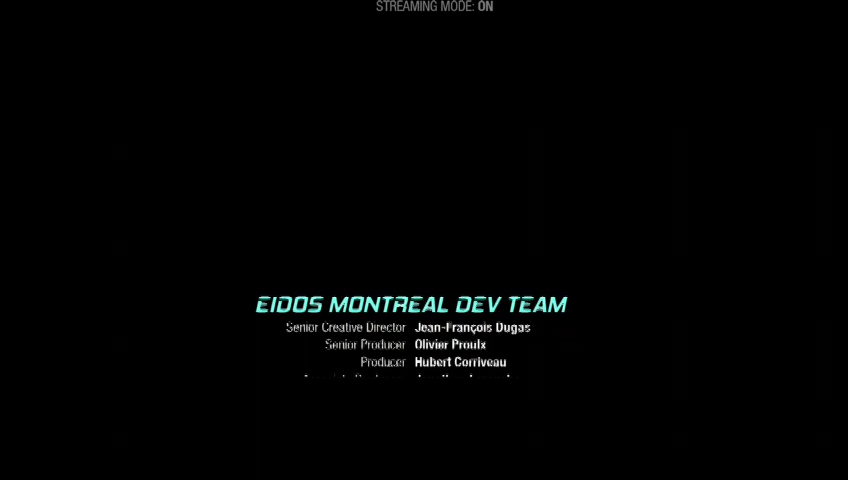 STREAMING MODE: ON
EIDOS MONTREAL DEV TEAM
Senior Creative Director Jean-François Dugas
Senior Producer Olivier Proulx
Producer Hubert Corriveau